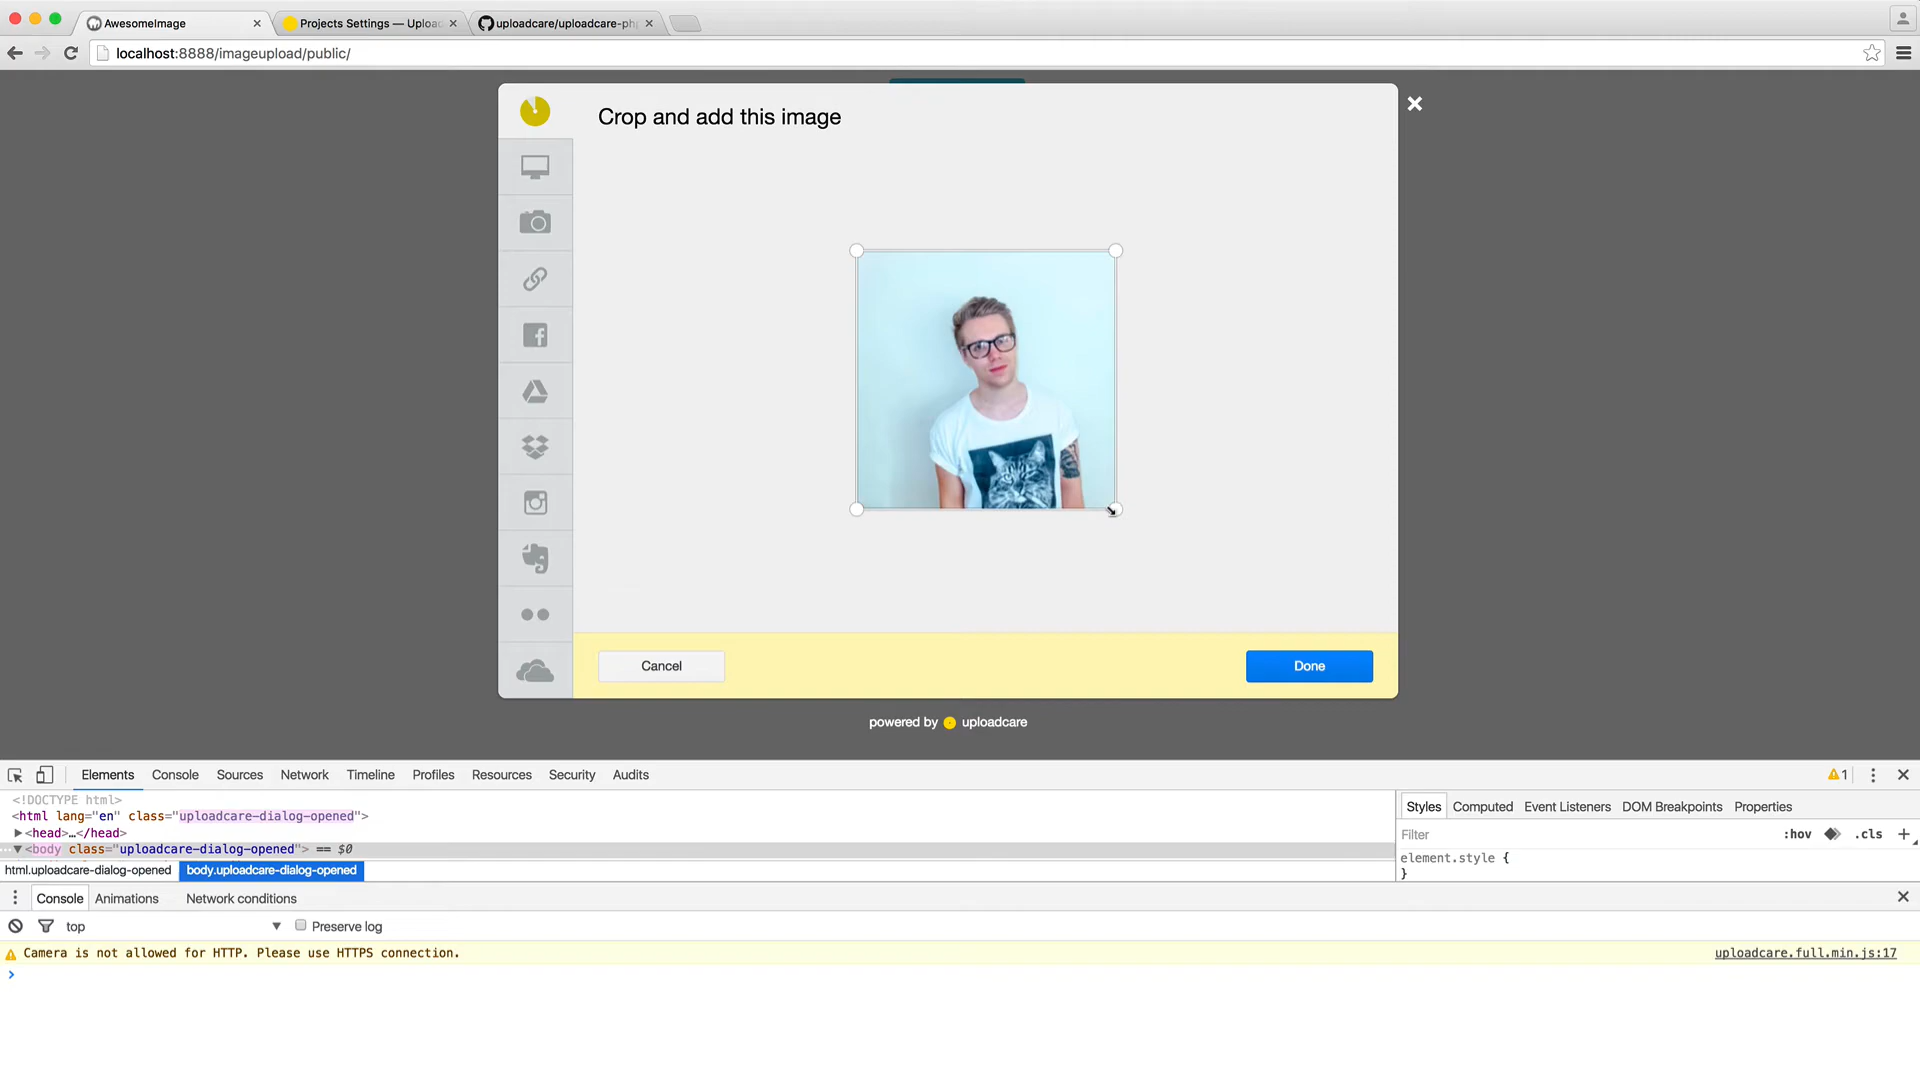 AwesomeImage
Projects Settings — Upload
uploadcare/uploadcare-php
localhost:8888/imageupload/public/
Crop and add this image
Cancel
Done
powered by uploadcare
Elements Console Sources Network Timeline Profiles Resources Security Audits
1
<!DOCTYPE html>
<html lang="en" class="uploadcare-dialog-opened">
<head>…</head>
<body class="uploadcare-dialog-opened"> == $0
html.uploadcare-dialog-opened body.uploadcare-dialog-opened
Styles Computed Event Listeners DOM Breakpoints Properties
Filter :hov .cls
element.style {
}
Console Animations Network conditions
top Preserve log
Camera is not allowed for HTTP. Please use HTTPS connection. uploadcare.full.min.js:17